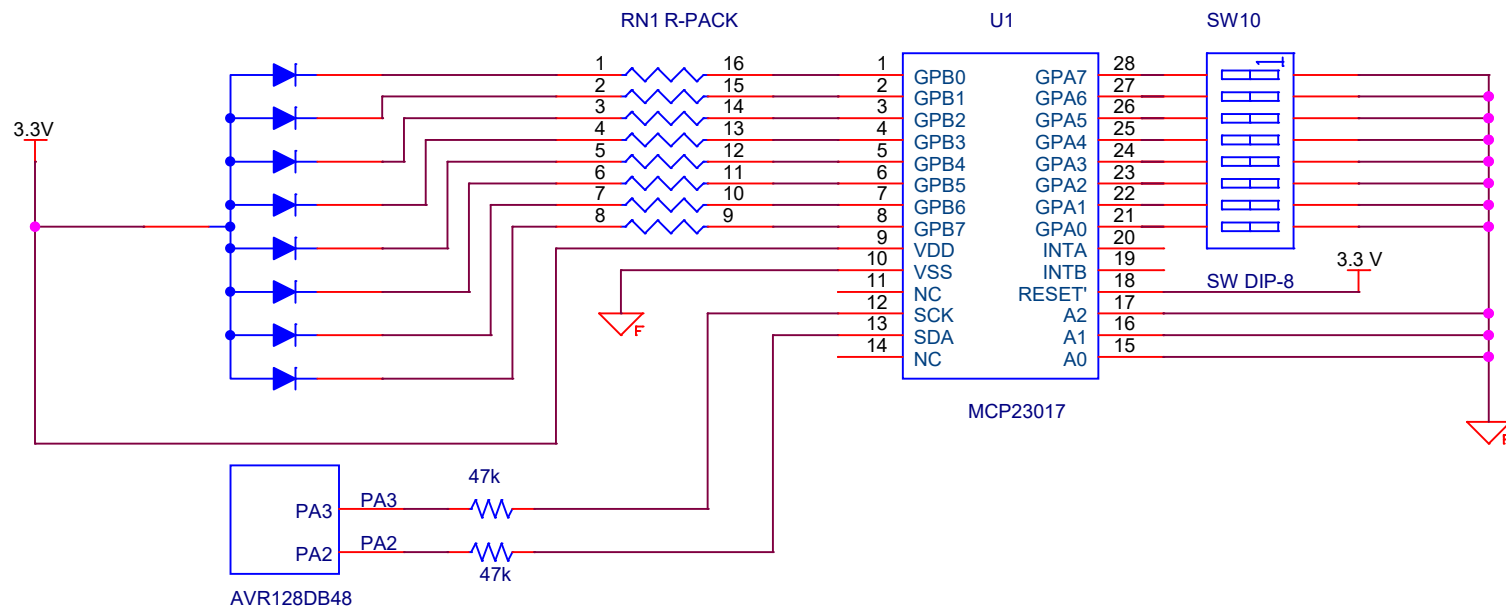 RN1 R-PACK U1 SW10
1 16 1 GPB0 GPA7 28 1
2 15 2 GPB1 GPA6 27
3 14 3 GPB2 GPA5 26
3.3V 4 13 4 GPB3 GPA4 25
5 12 5 GPB4 GPA3 24
6 11 6 GPB5 GPA2 23
7 10 7 GPB6 GPA1 22
8 9 8 GPB7 GPA0 21
9 VDD INTA 20
10 VSS INTB 19 3.3 V
11 NC RESET' 18 SW DIP-8
F 12 SCK A2 17
13 SDA A1 16
14 NC A0 15
MCP23017
F
47k
PA3 PA3
PA2 PA2
47k
AVR128DB48